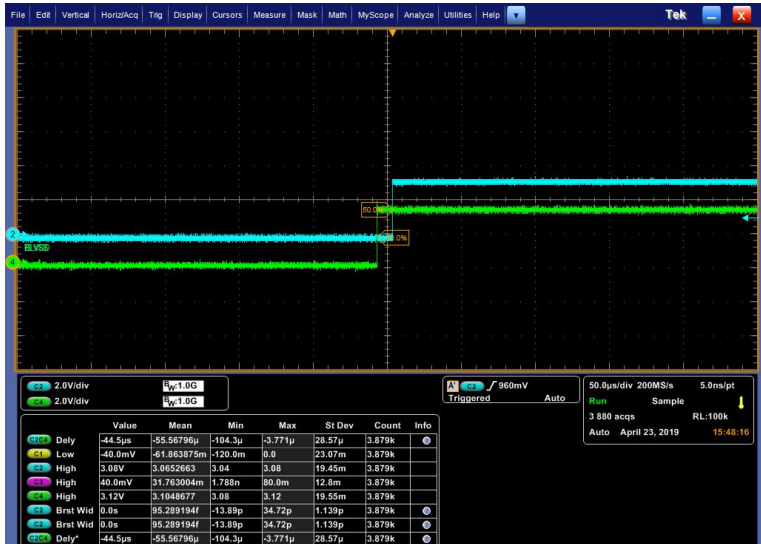 File Edit Vertical Horiz/Acq Trig Display Cursors Measure Mask Math MyScope Analyze Utilities Help Tek X
50.0%
2
ELVSS
4
C2 2.0V/div BW:1.0G
C4 2.0V/div BW:1.0G
A' C2 960mV
Triggered Auto
50.0µs/div 200MS/s 5.0ns/pt
Run Sample
3 880 acqs RL:100k
Auto April 23, 2019 15:48:16
Value Mean Min Max St Dev Count Info
C2C4 Dely -44.5µs -55.56796µ -104.3µ -3.771µ 28.57µ 3.879k
C1 Low -40.0mV -61.863875m -120.0m 0.0 23.07m 3.879k
C2 High 3.08V 3.0652663 3.04 3.08 19.45m 3.879k
C3 High 40.0mV 31.763004m 1.788n 80.0m 12.8m 3.879k
C4 High 3.12V 3.1048677 3.08 3.12 19.55m 3.879k
C2 Brst Wid 0.0s 95.289194f -13.89p 34.72p 1.139p 3.879k
C2 Brst Wid 0.0s 95.289194f -13.89p 34.72p 1.139p 3.879k
C2C4 Dely* -44.5µs -55.56796µ -104.3µ -3.771µ 28.57µ 3.879k